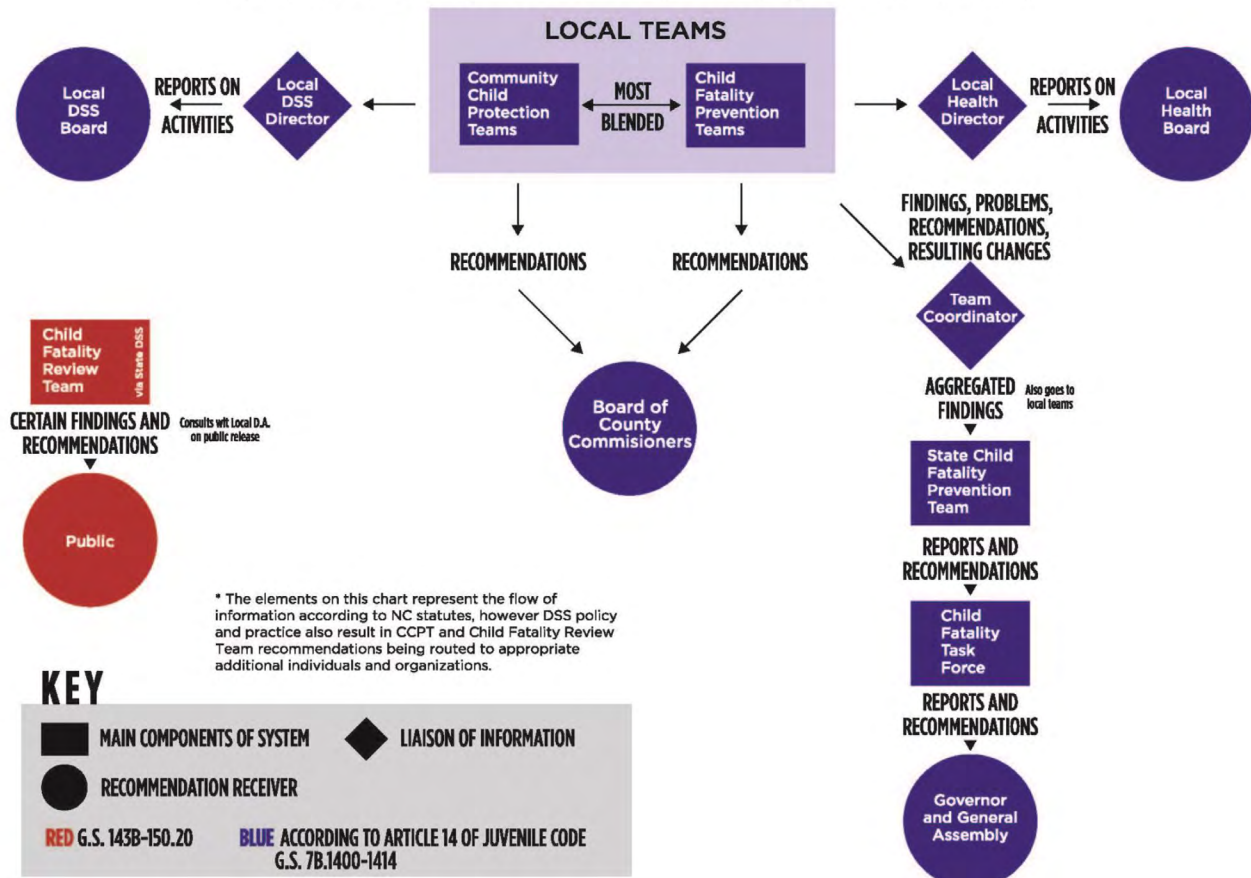 LOCAL TEAMS
Community
Child
Protection
Teams
MOST
BLENDED
Child
Fatality
Prevention
Teams
Local
DSS
Board
REPORTS ON
ACTIVITIES
Local
DSS
Director
Local
Health
Director
REPORTS ON
ACTIVITIES
Local
Health
Board
RECOMMENDATIONS
RECOMMENDATIONS
Board of
County
Commisioners
FINDINGS, PROBLEMS,
RECOMMENDATIONS,
RESULTING CHANGES
Team
Coordinator
AGGREGATED
FINDINGS
Also goes to
local teams
State Child
Fatality
Prevention
Team
REPORTS AND
RECOMMENDATIONS
Child
Fatality
Task
Force
REPORTS AND
RECOMMENDATIONS
Governor
and General
Assembly
Child
Fatality
Review
Team
via State DSS
CERTAIN FINDINGS AND
RECOMMENDATIONS
Consults wit Local D.A.
on public release
Public
* The elements on this chart represent the flow of
information according to NC statutes, however DSS policy
and practice also result in CCPT and Child Fatality Review
Team recommendations being routed to appropriate
additional individuals and organizations.
KEY
MAIN COMPONENTS OF SYSTEM
LIAISON OF INFORMATION
RECOMMENDATION RECEIVER
RED G.S. 143B-150.20
BLUE ACCORDING TO ARTICLE 14 OF JUVENILE CODE
G.S. 7B.1400-1414